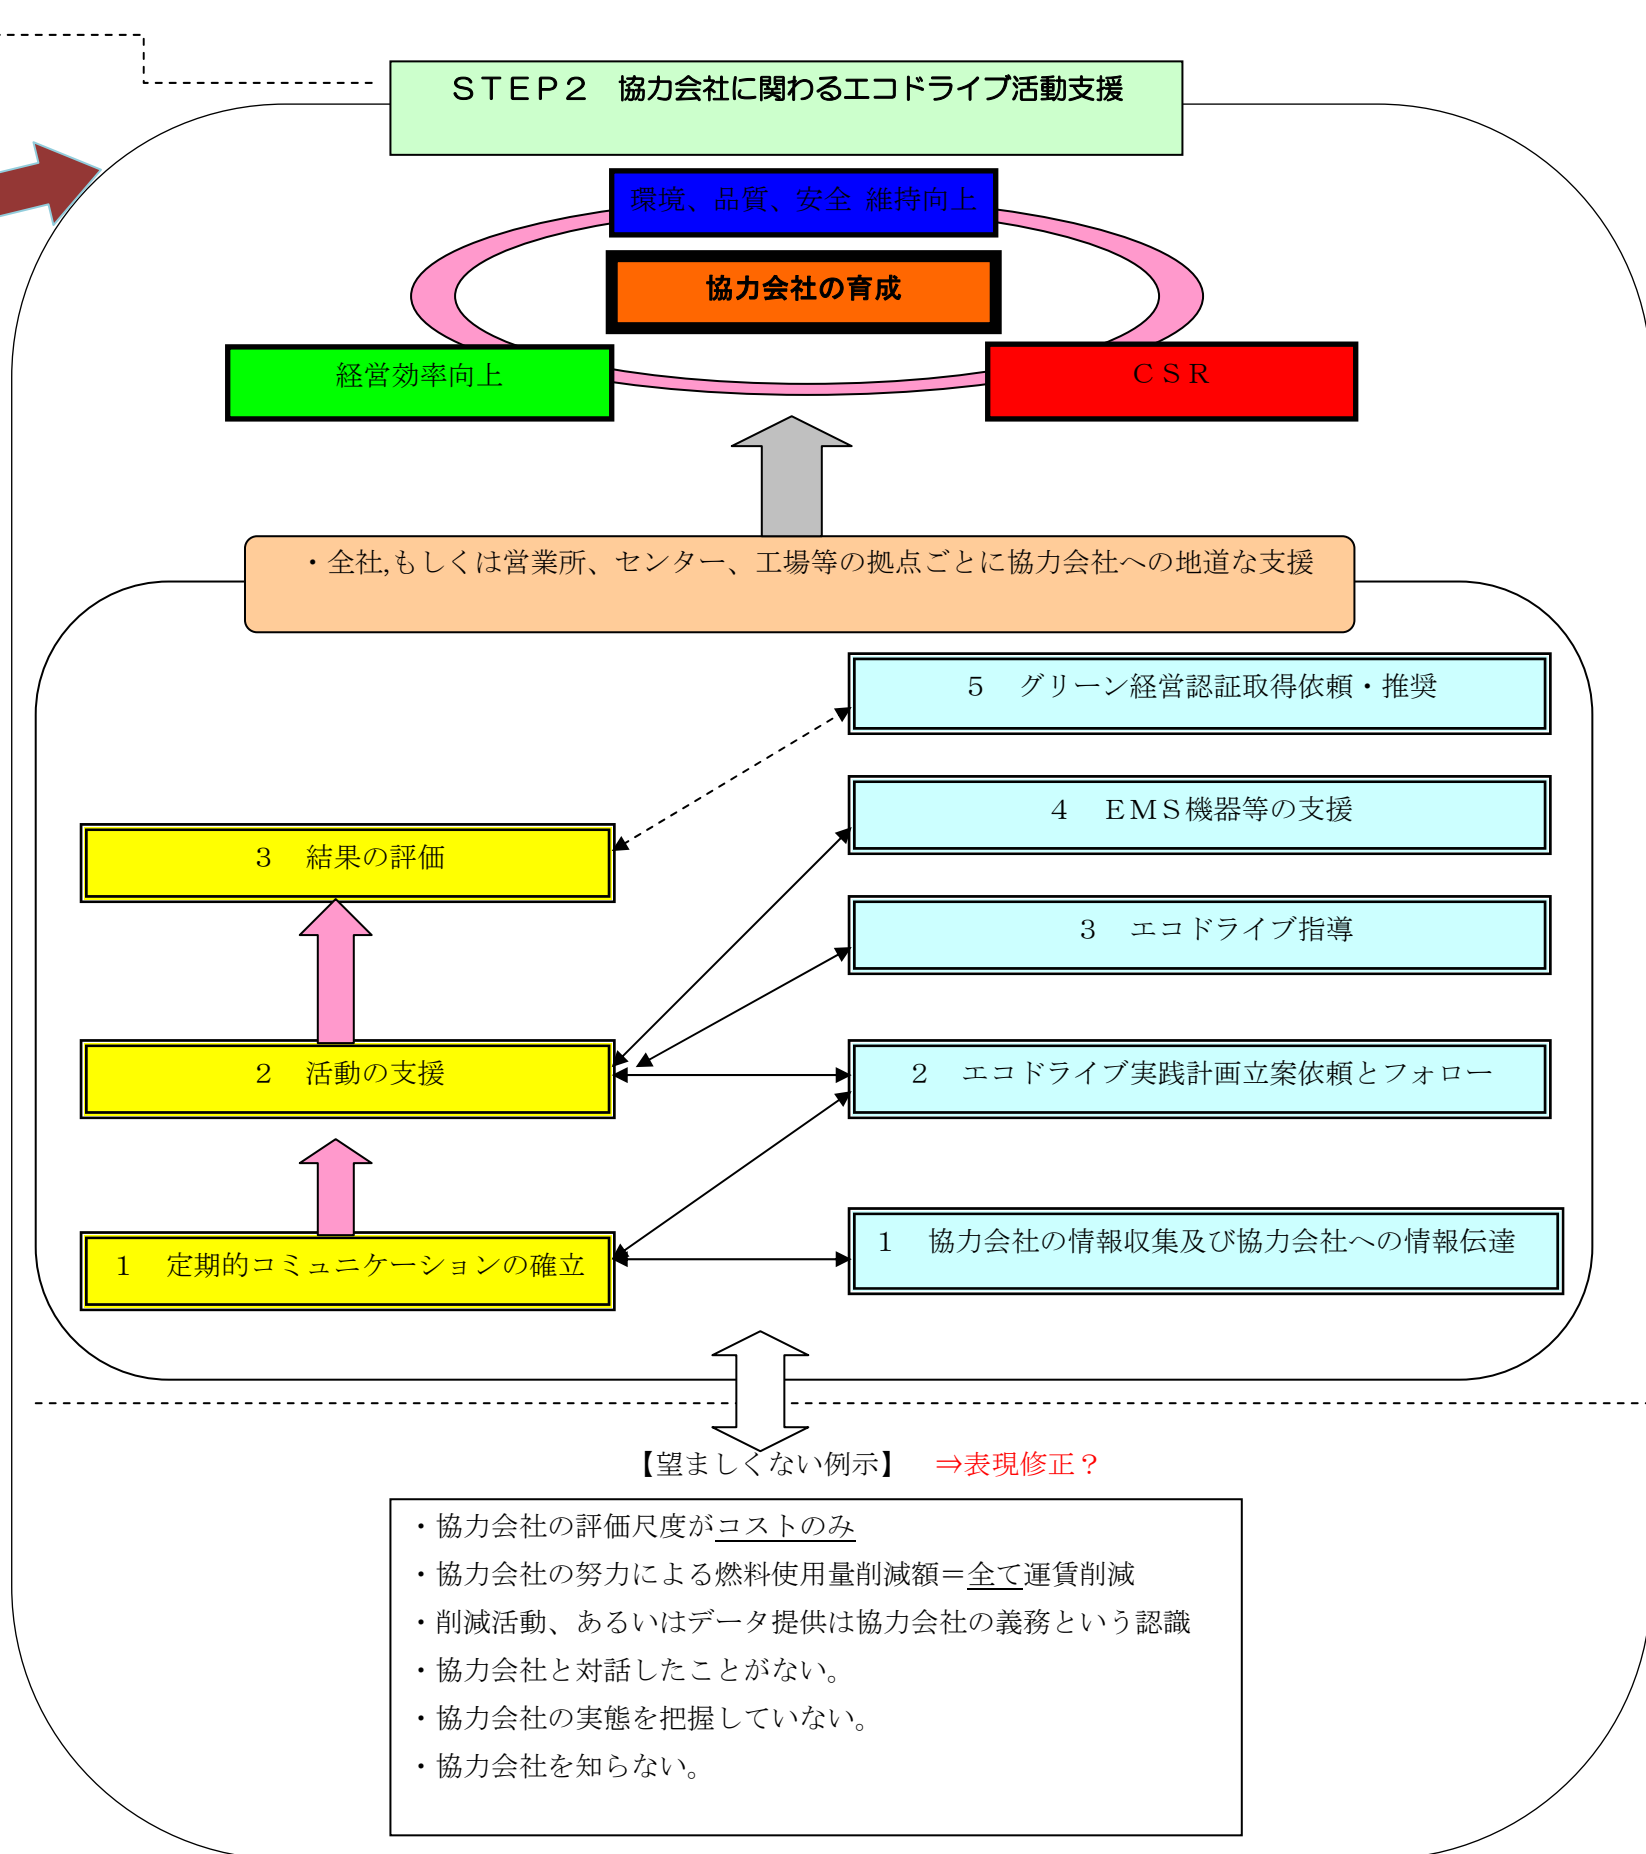 ＳＴＥＰ２　協力会社に関わるエコドライブ活動支援
環境、品質、安全 維持向上
協力会社の育成
経営効率向上
ＣＳＲ
・全社,もしくは営業所、センター、工場等の拠点ごとに協力会社への地道な支援
５　グリーン経営認証取得依頼・推奨
４　ＥＭＳ機器等の支援
３　結果の評価
３　エコドライブ指導
２　活動の支援
２　エコドライブ実践計画立案依頼とフォロー
１　定期的コミュニケーションの確立
１　協力会社の情報収集及び協力会社への情報伝達
【望ましくない例示】　⇒表現修正？
・協力会社の評価尺度がコストのみ
・協力会社の努力による燃料使用量削減額＝全て運賃削減
・削減活動、あるいはデータ提供は協力会社の義務という認識
・協力会社と対話したことがない。
・協力会社の実態を把握していない。
・協力会社を知らない。